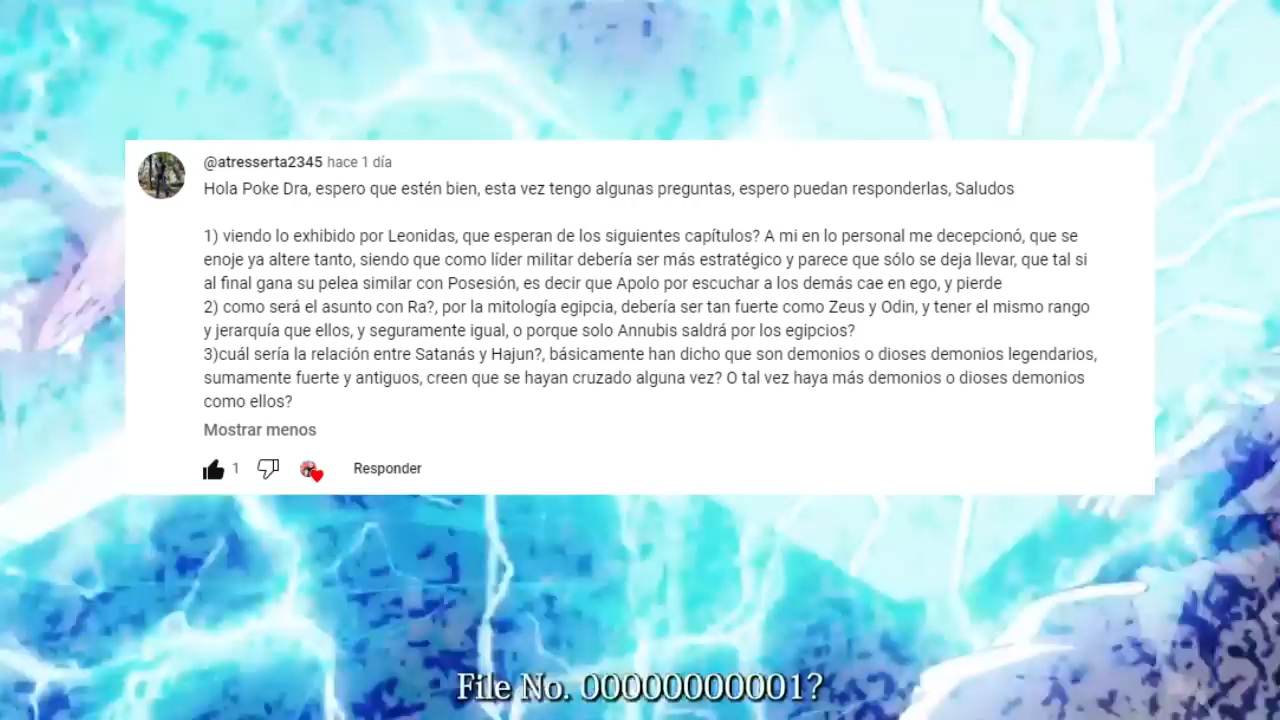 @atresserta2345 hace 1 día
Hola Poke Dra, espero que estén bien, esta vez tengo algunas preguntas, espero puedan responderlas, Saludos
1) viendo lo exhibido por Leonidas, que esperan de los siguientes capítulos? A mi en lo personal me decepcionó, que se
enoje ya altere tanto, siendo que como líder militar debería ser más estratégico y parece que sólo se deja llevar, que tal si
al final gana su pelea similar con Posesión, es decir que Apolo por escuchar a los demás cae en ego, y pierde
2) como será el asunto con Ra?, por la mitología egipcia, debería ser tan fuerte como Zeus y Odin, y tener el mismo rango
y jerarquía que ellos, y seguramente igual, o porque solo Annubis saldrá por los egipcios?
3)cuál sería la relación entre Satanás y Hajun?, básicamente han dicho que son demonios o dioses demonios legendarios,
sumamente fuerte y antiguos, creen que se hayan cruzado alguna vez? O tal vez haya más demonios o dioses demonios
como ellos?
Mostrar menos
1
Responder
File No. 00000000001?